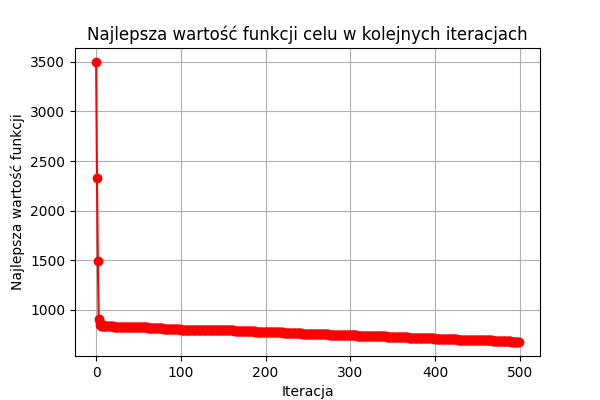 Najlepsza wartość funkcji celu w kolejnych iteracjach
3500
3000
2500
2000
1500
1000
Najlepsza wartość funkcji
0 100 200 300 400 500
Iteracja